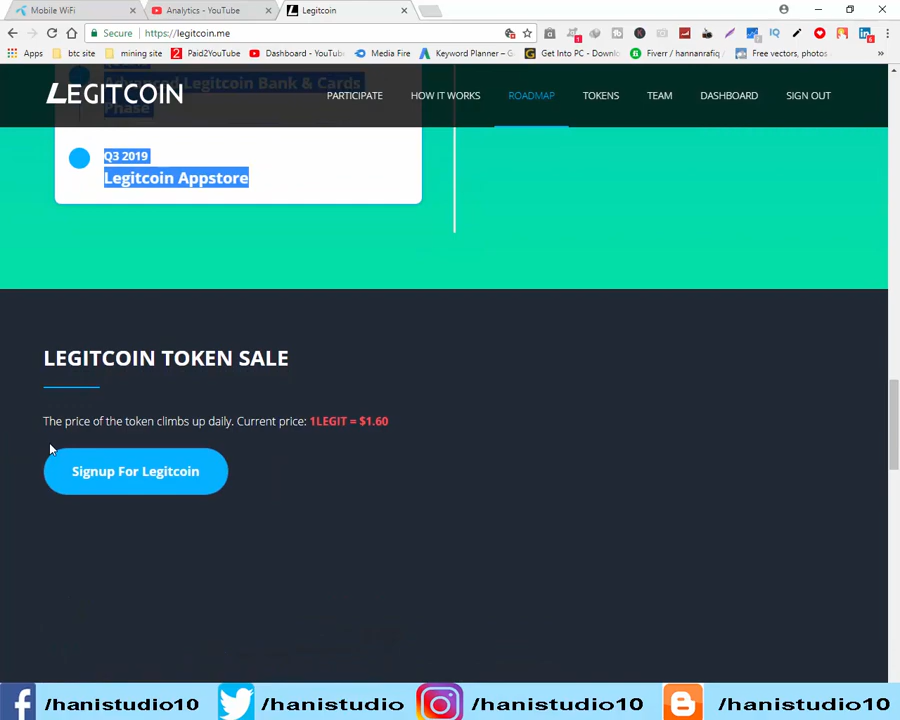 Mobile WiFi
Analytics - YouTube
Legitcoin
Secure
https://legitcoin.me
Apps
btc site
mining site
Paid2YouTube
Dashboard - YouTub
Media Fire
Keyword Planner – G
Get Into PC - Downl
Fiverr / hannanrafiq
Free vectors, photos
»
LEGITCOIN
PARTICIPATE
HOW IT WORKS
ROADMAP
TOKENS
TEAM
DASHBOARD
SIGN OUT
Advanced Legitcoin Bank & Cards
Phase
Q3 2019
Legitcoin Appstore
LEGITCOIN TOKEN SALE
The price of the token climbs up daily. Current price: 1LEGIT = $1.60
Signup For Legitcoin
/hanistudio10
/hanistudio
/hanistudio10
/hanistudio10